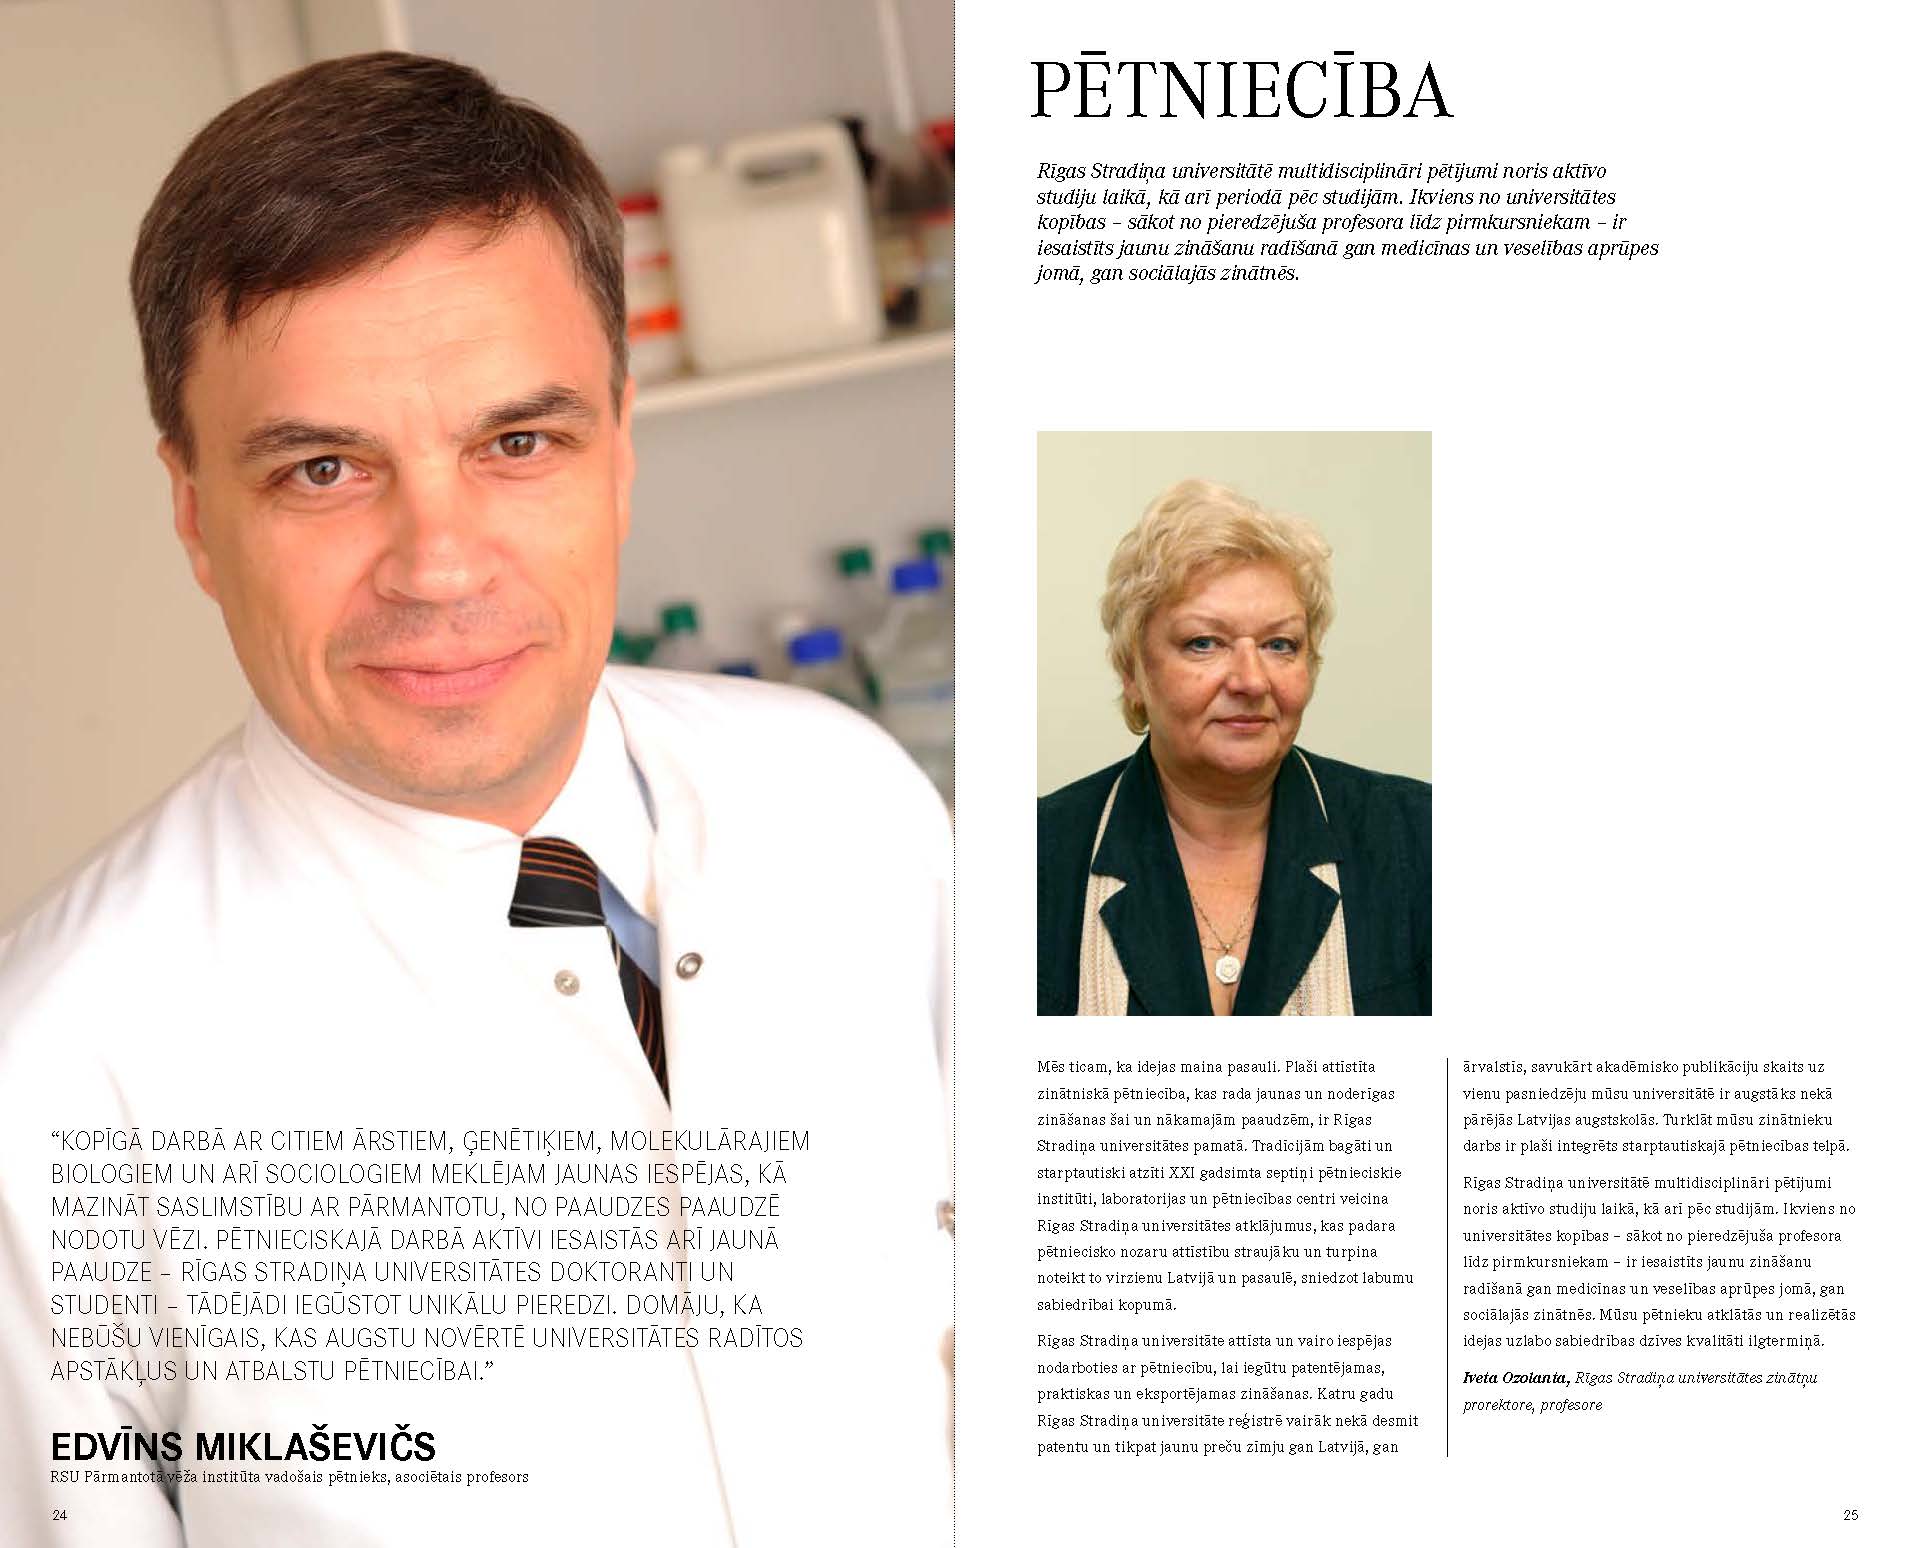 “KOPĪGĀ DARBĀ AR CITIEM ĀRSTIEM, ĢENĒTIĶIEM, MOLEKULĀRAJIEM
BIOLOGIEM UN ARĪ SOCIOLOGIEM MEKLĒJAM JAUNAS IESPĒJAS, KĀ
MAZINĀT SASLIMSTĪBU AR PĀRMANTOTU, NO PAAUDZES PAAUDZĒ
NODOTU VĒZI. PĒTNIECISKAJĀ DARBĀ AKTĪVI IESAISTĀS ARĪ JAUNĀ
PAAUDZE – RĪGAS STRADIŅA UNIVERSITĀTES DOKTORANTI UN
STUDENTI – TĀDĒJĀDI IEGŪSTOT UNIKĀLU PIEREDZI. DOMĀJU, KA
NEBŪŠU VIENĪGAIS, KAS AUGSTU NOVĒRTĒ UNIVERSITĀTES RADĪTOS
APSTĀKĻUS UN ATBALSTU PĒTNIECĪBAI.”
EDVĪNS MIKLAŠEVIČS
RSU Pārmantotā vēža institūta vadošais pētnieks, asociētais profesors
24
PĒTNIECĪBA
Rīgas Stradiņa universitātē multidisciplināri pētījumi noris aktīvo
studiju laikā, kā arī periodā pēc studijām. Ikviens no universitātes
kopības – sākot no pieredzējuša profesora līdz pirmkursniekam – ir
iesaistīts jaunu zināšanu radīšanā gan medicīnas un veselības aprūpes
jomā, gan sociālajās zinātnēs.
Mēs ticam, ka idejas maina pasauli. Plaši attīstīta
zinātniskā pētniecība, kas rada jaunas un noderīgas
zināšanas šai un nākamajām paaudzēm, ir Rīgas
Stradiņa universitātes pamatā. Tradīcijām bagāti un
starptautiski atzīti XXI gadsimta septiņi pētnieciskie
institūti, laboratorijas un pētniecības centri veicina
Rīgas Stradiņa universitātes atklājumus, kas padara
pētniecisko nozaru attīstību straujāku un turpina
noteikt to virzienu Latvijā un pasaulē, sniedzot labumu
sabiedrībai kopumā.
Rīgas Stradiņa universitāte attīsta un vairo iespējas
nodarboties ar pētniecību, lai iegūtu patentējamas,
praktiskas un eksportējamas zināšanas. Katru gadu
Rīgas Stradiņa universitāte reģistrē vairāk nekā desmit
patentu un tikpat jaunu preču zīmju gan Latvijā, gan
ārvalstīs, savukārt akadēmisko publikāciju skaits uz
vienu pasniedzēju mūsu universitātē ir augstāks nekā
pārējās Latvijas augstskolās. Turklāt mūsu zinātnieku
darbs ir plaši integrēts starptautiskajā pētniecības telpā.
Rīgas Stradiņa universitātē multidisciplināri pētījumi
noris aktīvo studiju laikā, kā arī pēc studijām. Ikviens no
universitātes kopības – sākot no pieredzējuša profesora
līdz pirmkursniekam – ir iesaistīts jaunu zināšanu
radīšanā gan medicīnas un veselības aprūpes jomā, gan
sociālajās zinātnēs. Mūsu pētnieku atklātās un realizētās
idejas uzlabo sabiedrības dzīves kvalitāti ilgtermiņā.
Iveta Ozolanta, Rīgas Stradiņa universitātes zinātņu
prorektore, profesore
25